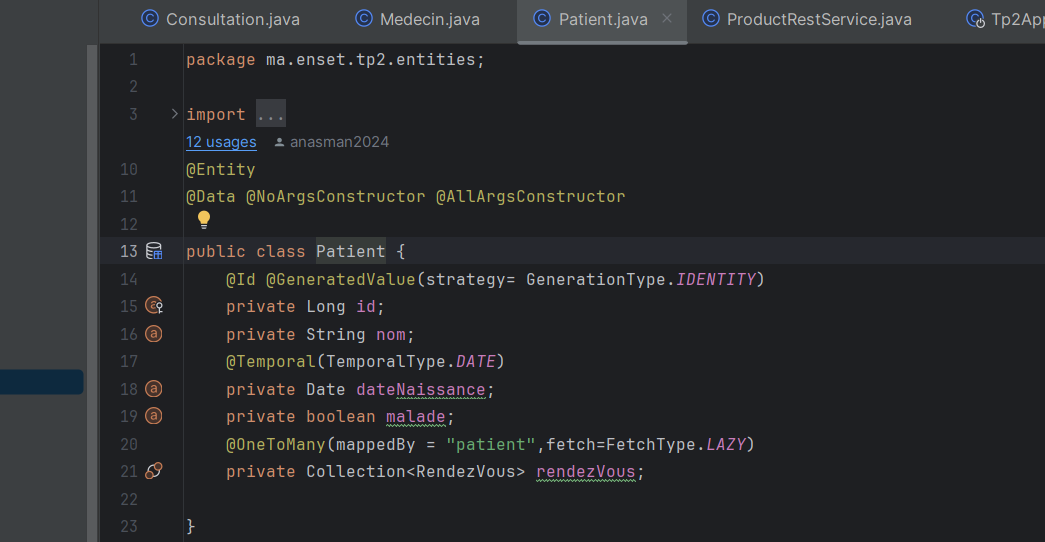 Consultation.java Medecin.java Patient.java ProductRestService.java Tp2App
1 package ma.enset.tp2.entities;
2
3 import ...
12 usages anasman2024
10 @Entity
11 @Data @NoArgsConstructor @AllArgsConstructor
12
13 public class Patient {
14 @Id @GeneratedValue(strategy= GenerationType.IDENTITY)
15 private Long id;
16 private String nom;
17 @Temporal(TemporalType.DATE)
18 private Date dateNaissance;
19 private boolean malade;
20 @OneToMany(mappedBy = "patient",fetch=FetchType.LAZY)
21 private Collection<RendezVous> rendezVous;
22
23 }